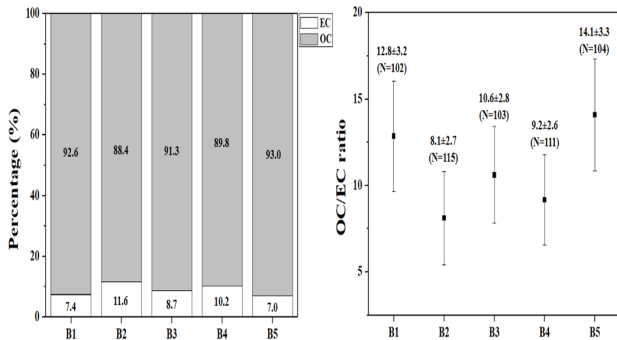 EC
OC
Percentage (%)
100
80
60
40
20
0
92.6
88.4
91.3
89.8
93.0
7.4
11.6
8.7
10.2
7.0
B1
B2
B3
B4
B5
OC/EC ratio
20
15
10
5
12.8±3.2
(N=102)
8.1±2.7
(N=115)
10.6±2.8
(N=103)
9.2±2.6
(N=111)
14.1±3.3
(N=104)
B1
B2
B3
B4
B5